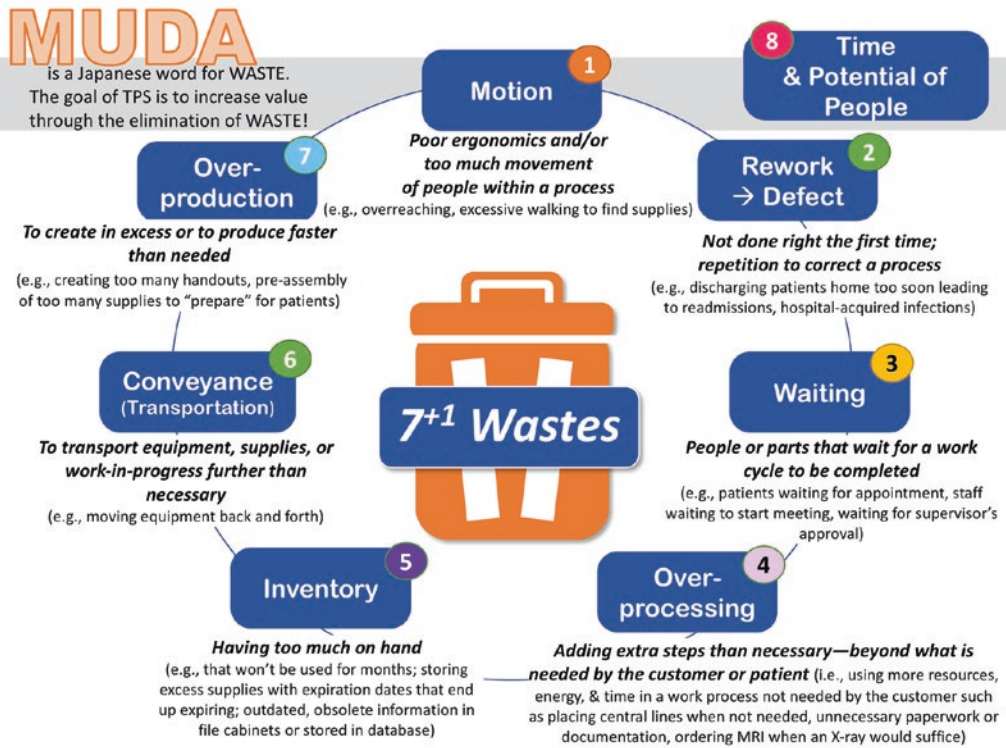 MUDA
is a Japanese word for WASTE.
The goal of TPS is to increase value
through the elimination of WASTE!
1
Motion
Poor ergonomics and/or
too much movement
of people within a process
(e.g., overreaching, excessive walking to find supplies)
8
Time
& Potential of
People
2
Rework
→ Defect
Not done right the first time;
repetition to correct a process
(e.g., discharging patients home too soon leading
to readmissions, hospital-acquired infections)
3
Waiting
People or parts that wait for a work
cycle to be completed
(e.g., patients waiting for appointment, staff
waiting to start meeting, waiting for supervisor's
approval)
4
Over-
processing
Adding extra steps than necessary—beyond what is
needed by the customer or patient (i.e., using more resources,
energy, & time in a work process not needed by the customer such
as placing central lines when not needed, unnecessary paperwork or
documentation, ordering MRI when an X-ray would suffice)
5
Inventory
Having too much on hand
(e.g., that won't be used for months; storing
excess supplies with expiration dates that end
up expiring; outdated, obsolete information in
file cabinets or stored in database)
6
Conveyance
(Transportation)
To transport equipment, supplies, or
work-in-progress further than
necessary
(e.g., moving equipment back and forth)
7
Over-
production
To create in excess or to produce faster
than needed
(e.g., creating too many handouts, pre-assembly
of too many supplies to "prepare" for patients)
7+1 Wastes